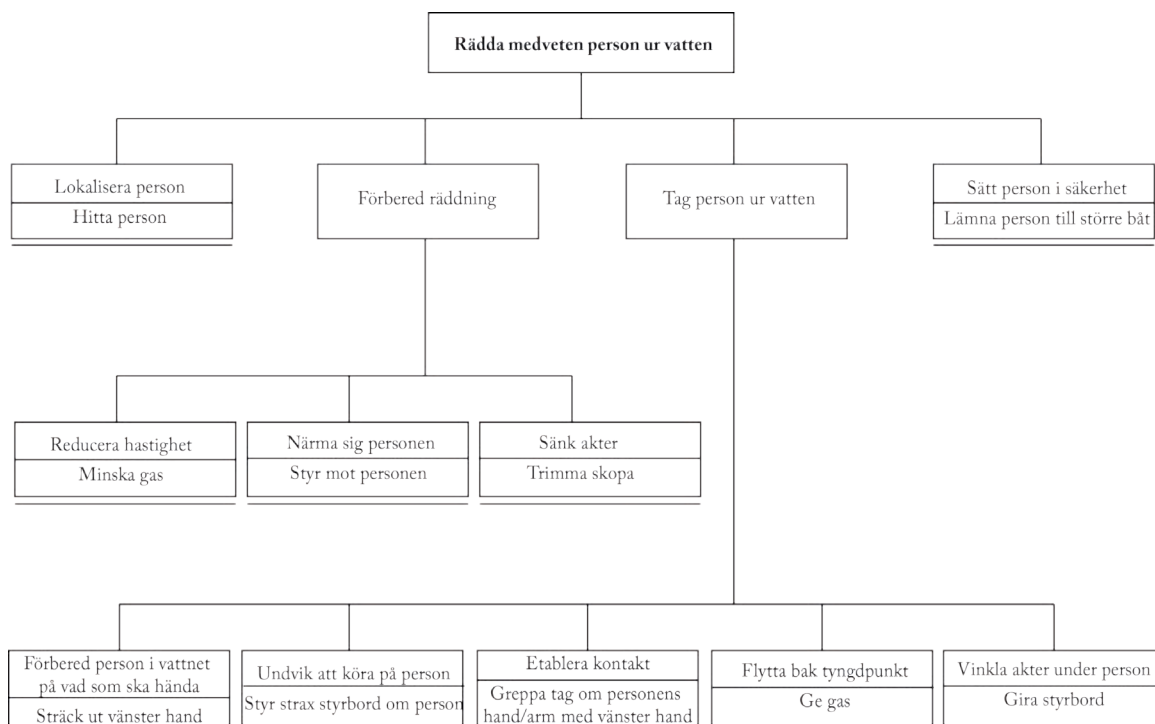 Rädda medveten person ur vatten
Lokalisera person
Hitta person
Förbered räddning
Tag person ur vatten
Sätt person i säkerhet
Lämna person till större båt
Reducera hastighet
Minska gas
Närma sig personen
Styr mot personen
Sänk akter
Trimma skopa
Förbered person i vattnet
på vad som ska hända
Sträck ut vänster hand
Undvik att köra på person
Styr strax styrbord om person
Etablera kontakt
Greppa tag om personens
hand/arm med vänster hand
Flytta bak tyngdpunkt
Ge gas
Vinkla akter under person
Gira styrbord